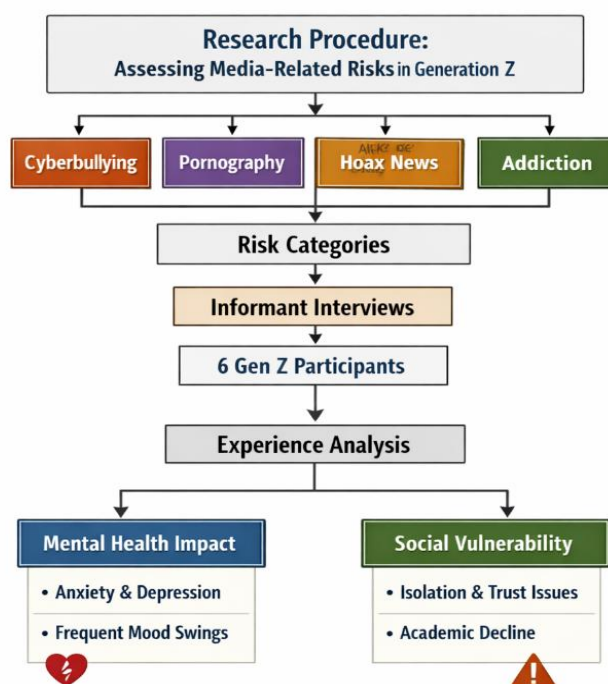 Research Procedure:
Assessing Media-Related Risks in Generation Z
Cyberbullying
Pornography
Hoax News
Addiction
Risk Categories
Informant Interviews
6 Gen Z Participants
Experience Analysis
Mental Health Impact
Social Vulnerability
• Anxiety & Depression
• Frequent Mood Swings
• Isolation & Trust Issues
• Academic Decline
!